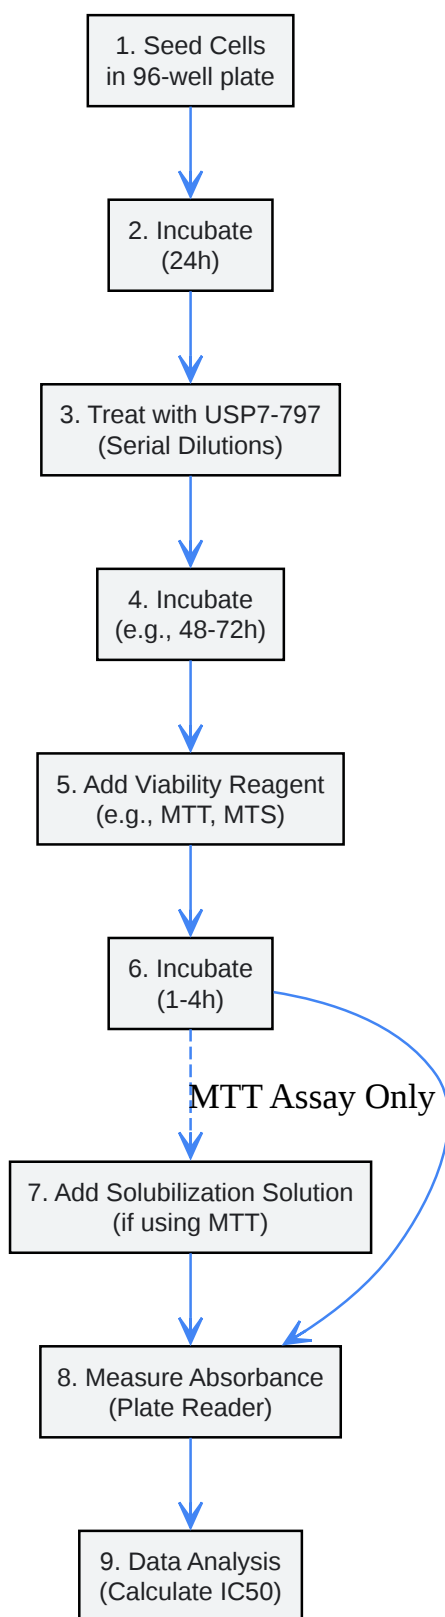 1. Seed Cells
in 96-well plate
2. Incubate
(24h)
3. Treat with USP7-797
(Serial Dilutions)
4. Incubate
(e.g., 48-72h)
5. Add Viability Reagent
(e.g., MTT, MTS)
6. Incubate
(1-4h)
MTT Assay Only
7. Add Solubilization Solution
(if using MTT)
8. Measure Absorbance
(Plate Reader)
9. Data Analysis
(Calculate IC50)